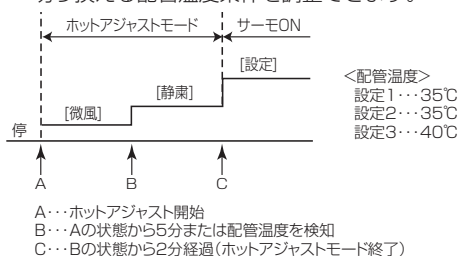 ホットアジャストモード サーモON
[設定]
[静粛]
[微風]
停
<配管温度>
設定1･･･35℃
設定2･･･35℃
設定3･･･40℃
A B C
A･･･ホットアジャスト開始
B･･･Aの状態から5分または配管温度を検知
C･･･Bの状態から2分経過(ホットアジャストモード終了)